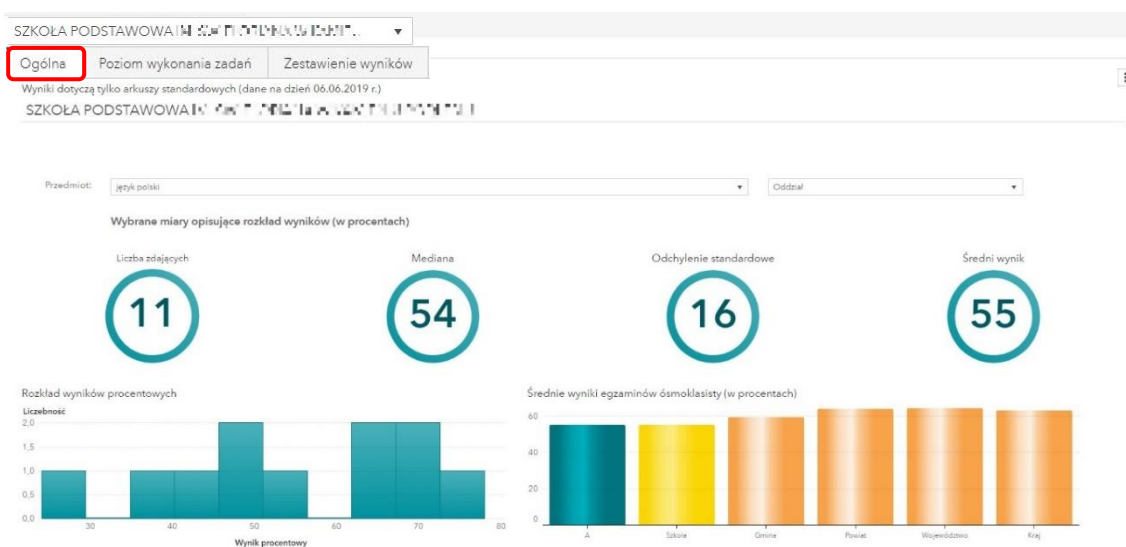 SZKOŁA PODSTAWOWA
Ogólna Poziom wykonania zadań Zestawienie wyników
Wyniki dotyczą tylko arkuszy standardowych (dane na dzień 06.06.2019 r.)
SZKOŁA PODSTAWOWA
Przedmiot: język polski Oddział
Wybrane miary opisujące rozkład wyników (w procentach)
Liczba zdających Mediana Odchylenie standardowe Średni wynik
11 54 16 55
Rozkład wyników procentowych
Liczebność
2,0
1,5
1,0
0,5
0,0
30 40 50 60 70 80
Wynik procentowy
Średnie wyniki egzaminów ósmoklasisty (w procentach)
60
40
20
0
A Szkoła Gmina Powiat Województwo Kraj